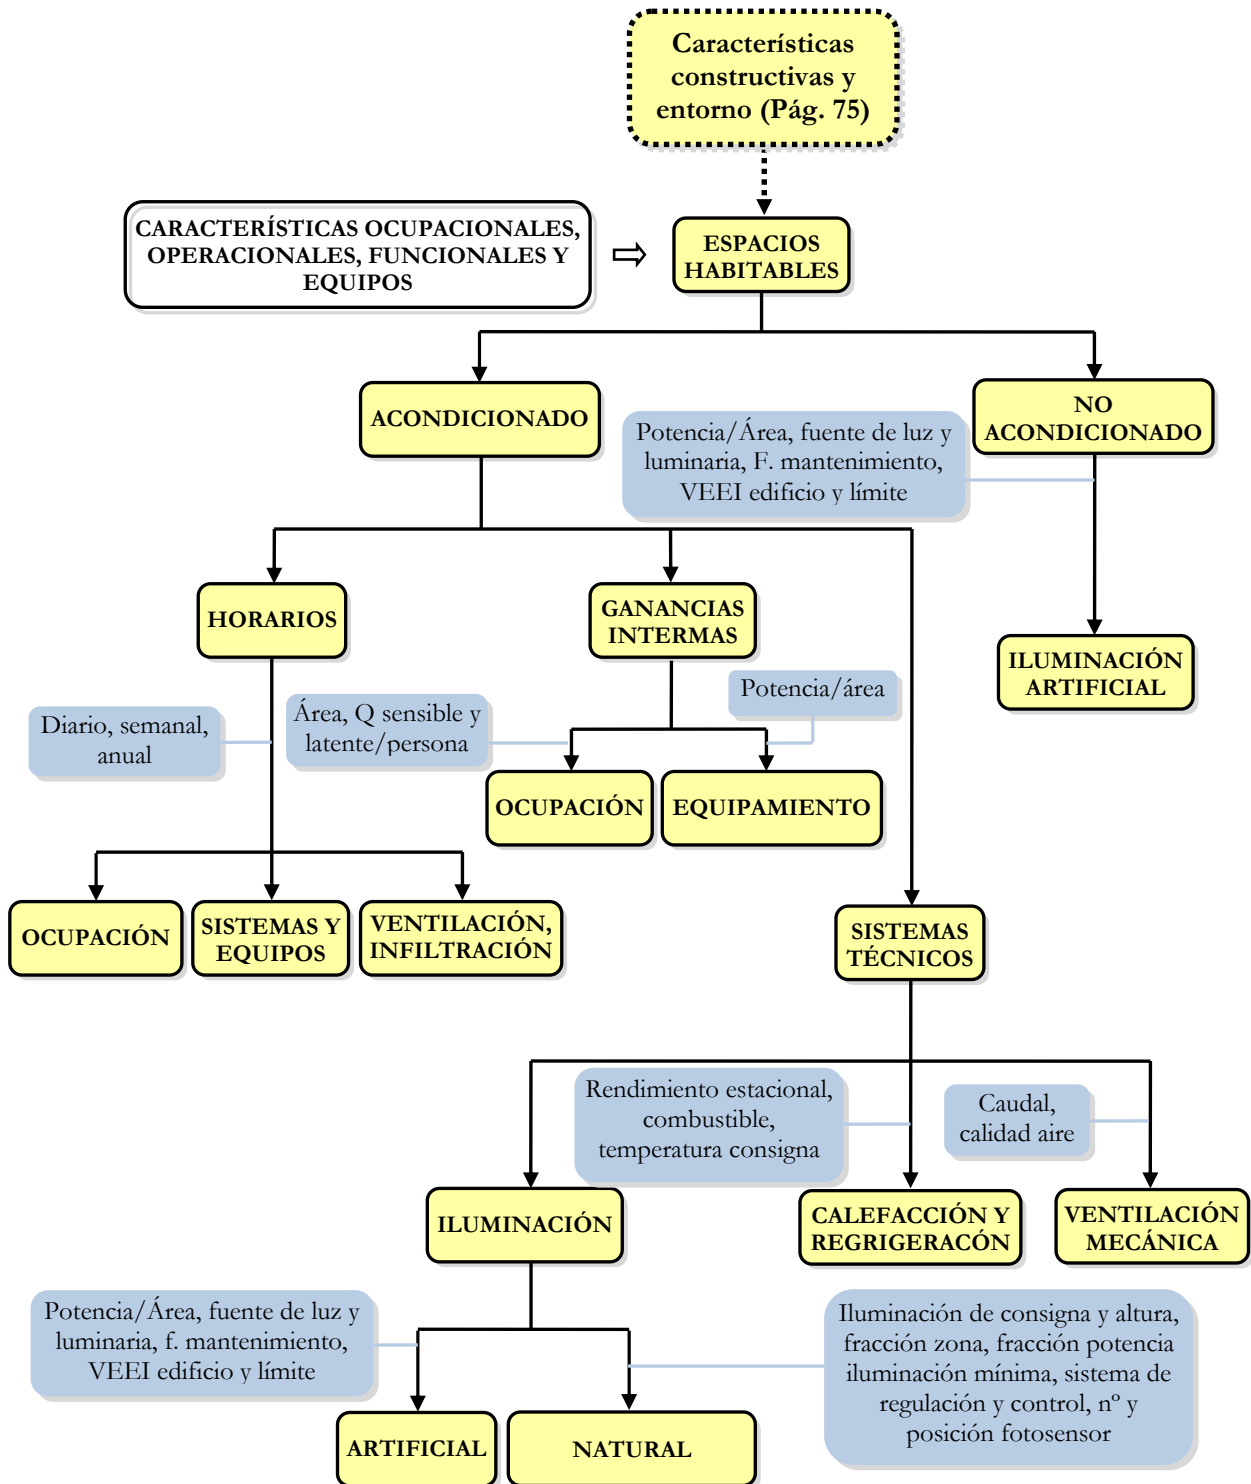 Características
constructivas y
entorno (Pág. 75)
CARACTERÍSTICAS OCUPACIONALES,
OPERACIONALES, FUNCIONALES Y
EQUIPOS
ESPACIOS
HABITABLES
ACONDICIONADO
NO
ACONDICIONADO
Potencia/Área, fuente de luz y
luminaria, F. mantenimiento,
VEEI edificio y límite
HORARIOS
GANANCIAS
INTERMAS
ILUMINACIÓN
ARTIFICIAL
Diario, semanal,
anual
Área, Q sensible y
latente/persona
Potencia/área
OCUPACIÓN
EQUIPAMIENTO
OCUPACIÓN
SISTEMAS Y
EQUIPOS
VENTILACIÓN,
INFILTRACIÓN
SISTEMAS
TÉCNICOS
Rendimiento estacional,
combustible,
temperatura consigna
Caudal,
calidad aire
ILUMINACIÓN
CALEFACCIÓN Y
REGRIGERACÓN
VENTILACIÓN
MECÁNICA
Potencia/Área, fuente de luz y
luminaria, f. mantenimiento,
VEEI edificio y límite
Iluminación de consigna y altura,
fracción zona, fracción potencia
iluminación mínima, sistema de
regulación y control, nº y
posición fotosensor
ARTIFICIAL
NATURAL